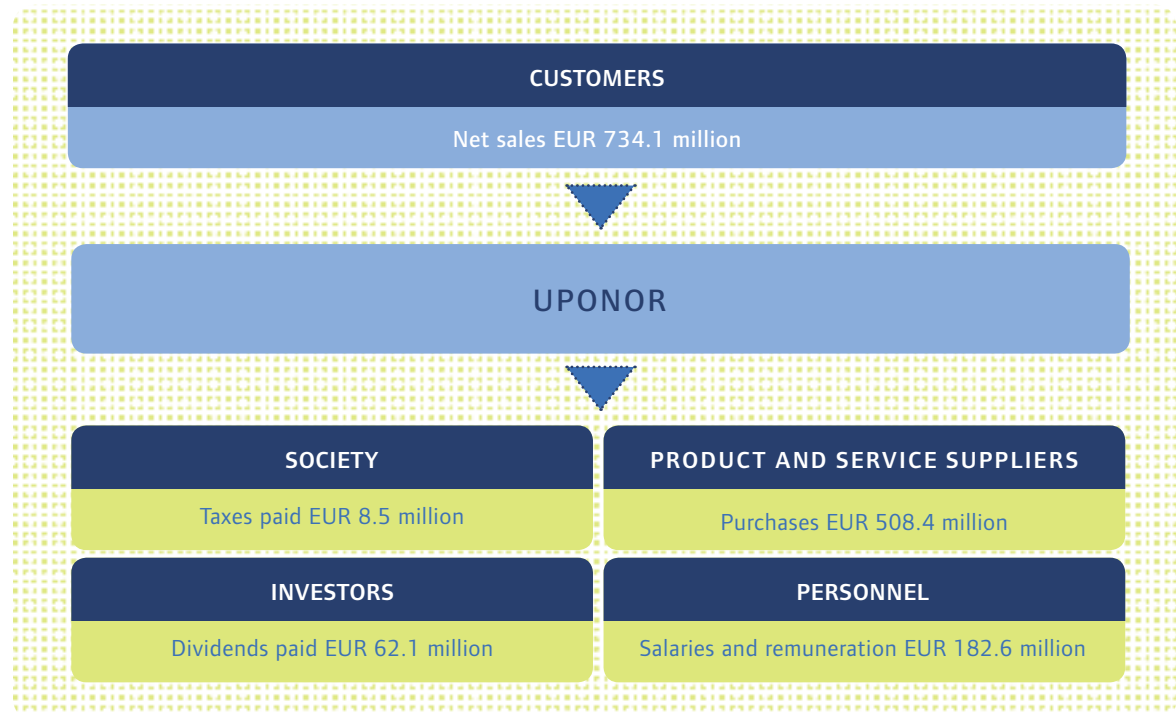 CUSTOMERS
Net sales EUR 734.1 million
UPONOR
SOCIETY
Taxes paid EUR 8.5 million
PRODUCT AND SERVICE SUPPLIERS
Purchases EUR 508.4 million
INVESTORS
Dividends paid EUR 62.1 million
PERSONNEL
Salaries and remuneration EUR 182.6 million